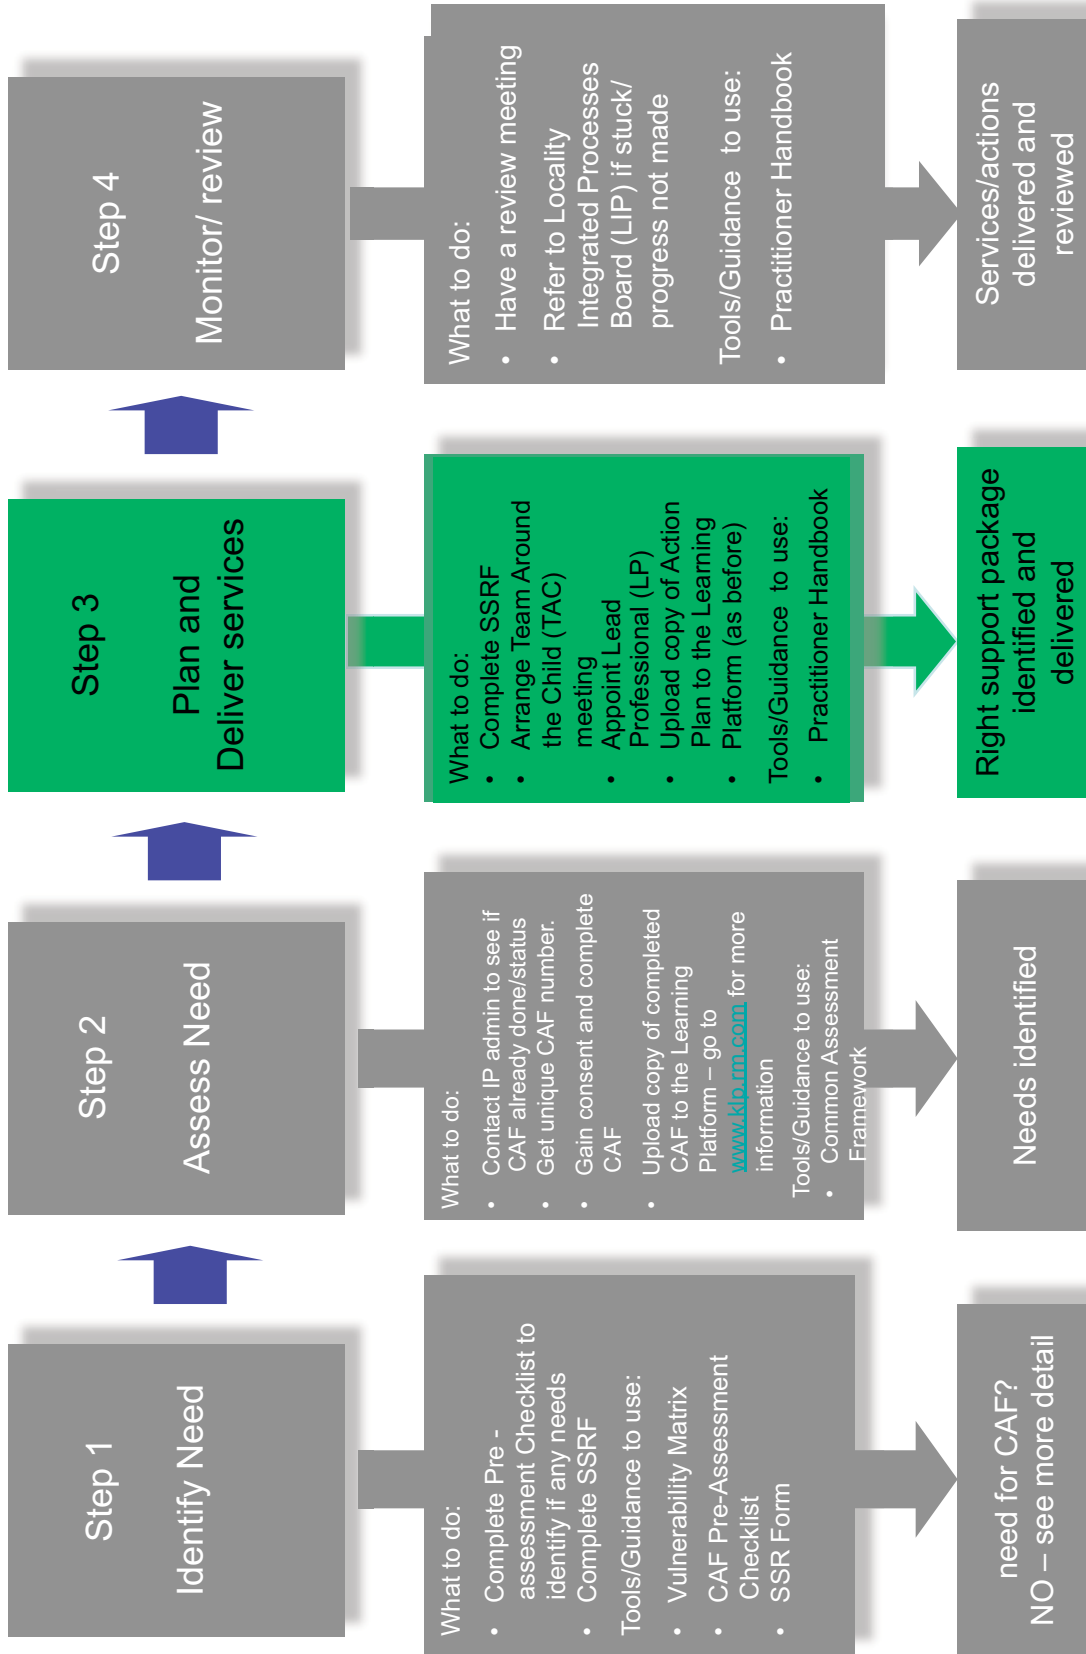 Step 1
Identify Need
What to do:
• Complete Pre -
assessment Checklist to
identify if any needs
• Complete SSRF
Tools/Guidance to use:
• Vulnerability Matrix
• CAF Pre-Assessment
Checklist
• SSR Form
need for CAF?
NO – see more detail
Step 2
Assess Need
What to do:
• Contact IP admin to see if
CAF already done/status
• Get unique CAF number.
• Gain consent and complete
CAF
• Upload copy of completed
CAF to the Learning
Platform – go to
www.klp.rm.com for more
information
Tools/Guidance to use:
• Common Assessment
Framework
Needs identified
Step 3
Plan and
Deliver services
What to do:
• Complete SSRF
• Arrange Team Around
the Child (TAC)
meeting
• Appoint Lead
Professional (LP)
• Upload copy of Action
Plan to the Learning
• Platform (as before)
Tools/Guidance to use:
• Practitioner Handbook
Right support package
identified and
delivered
Step 4
Monitor/ review
What to do:
• Have a review meeting
• Refer to Locality
Integrated Processes
Board (LIP) if stuck/
progress not made
Tools/Guidance to use:
• Practitioner Handbook
Services/actions
delivered and
reviewed